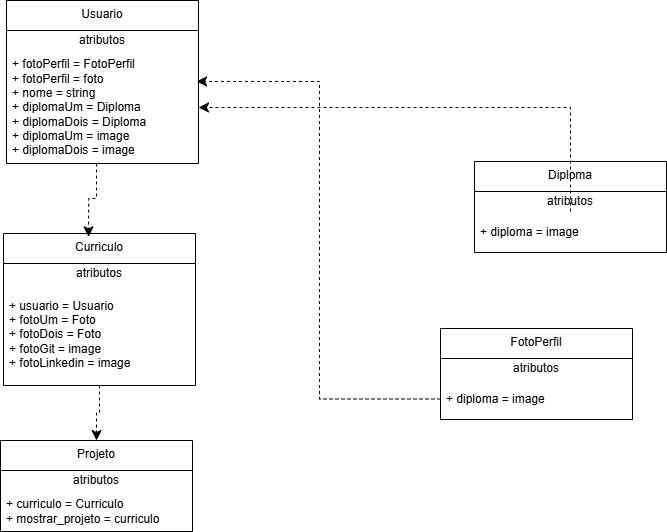 Usuario
atributos
+ fotoPerfil = FotoPerfil
+ fotoPerfil = foto
+ nome = string
+ diplomaUm = Diploma
+ diplomaDois = Diploma
+ diplomaUm = image
+ diplomaDois = image
Diploma
atributos
+ diploma = image
Curriculo
atributos
+ usuario = Usuario
+ fotoUm = Foto
+ fotoDois = Foto
+ fotoGit = image
+ fotoLinkedin = image
FotoPerfil
atributos
+ diploma = image
Projeto
atributos
+ curriculo = Curriculo
+ mostrar_projeto = curriculo